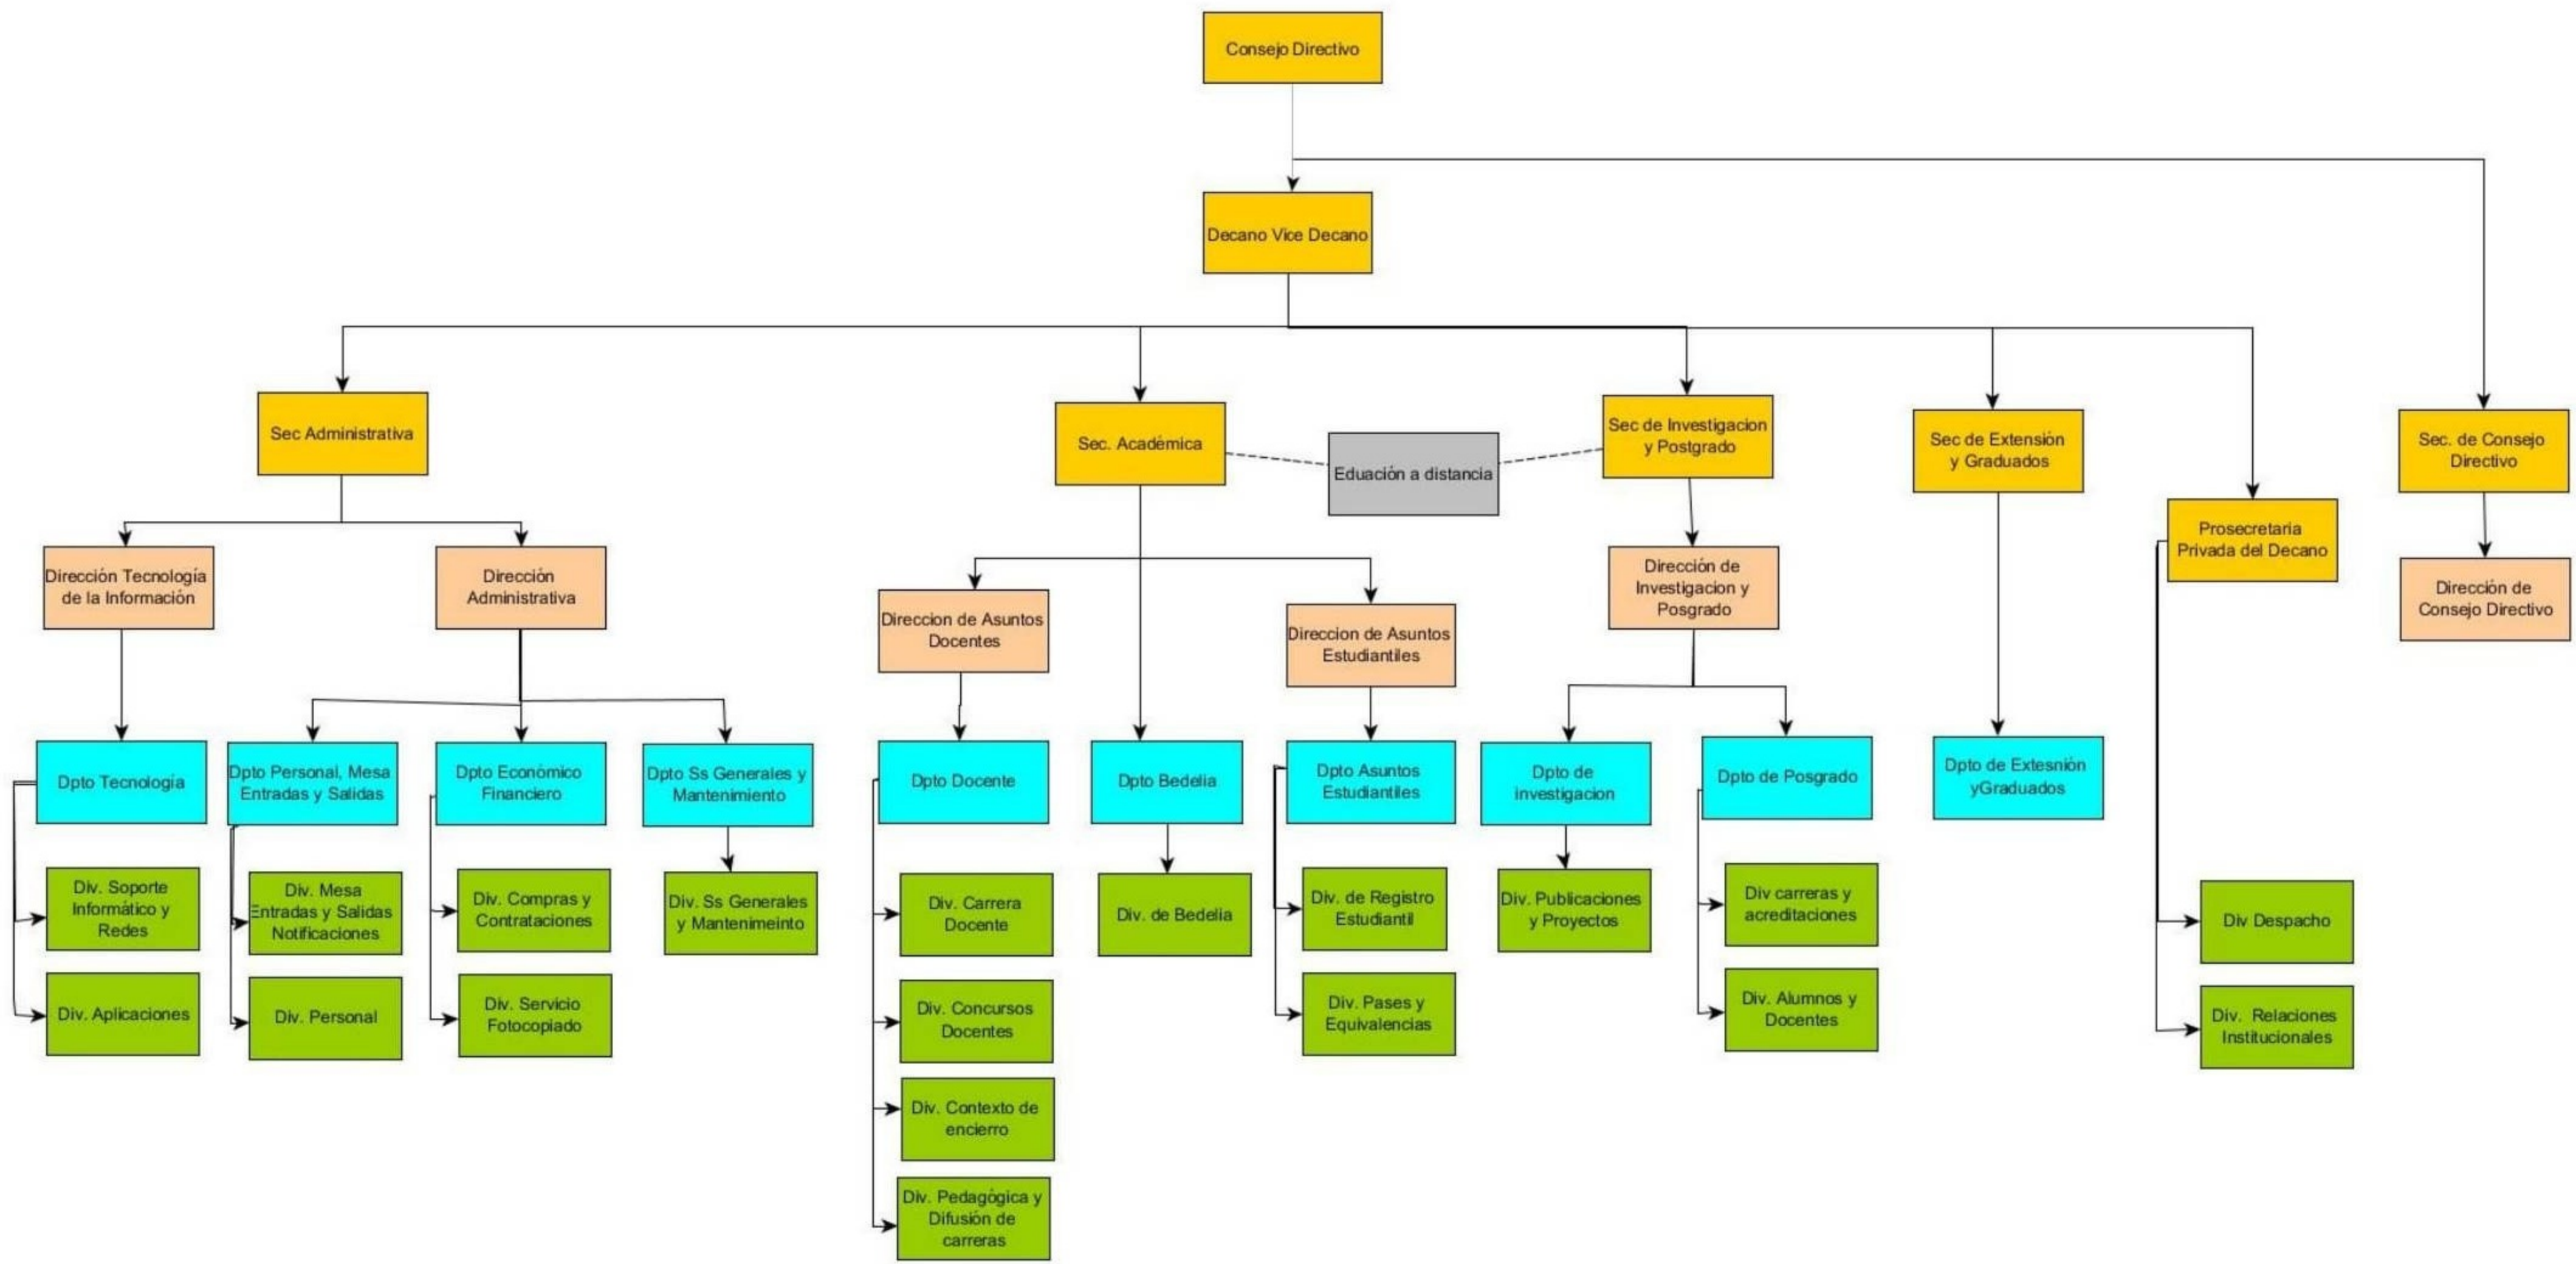 Consejo Directivo
Decano Vice Decano
Sec Administrativa
Sec. Académica
Eduación a distancia
Sec de Investigacion
y Postgrado
Sec de Extensión
y Graduados
Prosecretaria
Privada del Decano
Sec. de Consejo
Directivo
Dirección Tecnología
de la Información
Dirección
Administrativa
Direccion de Asuntos
Docentes
Direccion de Asuntos
Estudiantiles
Dirección de
Investigacion y
Posgrado
Dirección de
Consejo Directivo
Dpto Tecnología
Dpto Personal, Mesa
Entradas y Salidas
Dpto Económico
Financiero
Dpto Ss Generales y
Mantenimiento
Dpto Docente
Dpto Bedelia
Dpto Asuntos
Estudiantiles
Dpto de
investigacion
Dpto de Posgrado
Dpto de Extesnión
yGraduados
Div. Soporte
Informático y
Redes
Div. Mesa
Entradas y Salidas
Notificaciones
Div. Compras y
Contrataciones
Div. Ss Generales
y Mantenimeinto
Div. Carrera
Docente
Div. de Bedelia
Div. de Registro
Estudiantil
Div. Publicaciones
y Proyectos
Div carreras y
acreditaciones
Div Despacho
Div. Aplicaciones
Div. Personal
Div. Servicio
Fotocopiado
Div. Concursos
Docentes
Div. Pases y
Equivalencias
Div. Alumnos y
Docentes
Div. Relaciones
Institucionales
Div. Contexto de
encierro
Div. Pedagógica y
Difusión de
carreras